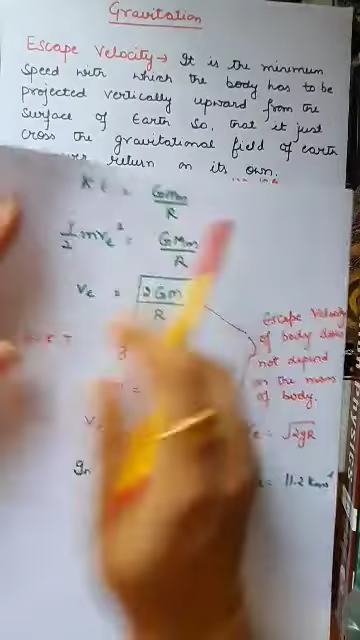 Gravitation
Escape Velocity → It is the minimum
speed with which the body has to be
projected vertically upward from the
surface of Earth so, that it just
cross the gravitational field of earth
return on its own.
K E = GMm/R
1/2 mve² = GMm/R
ve = √2GM/R
Escape Velocity
of body does
not depend
on the mass
of body.
= √2gR
= 11.2 kms⁻¹